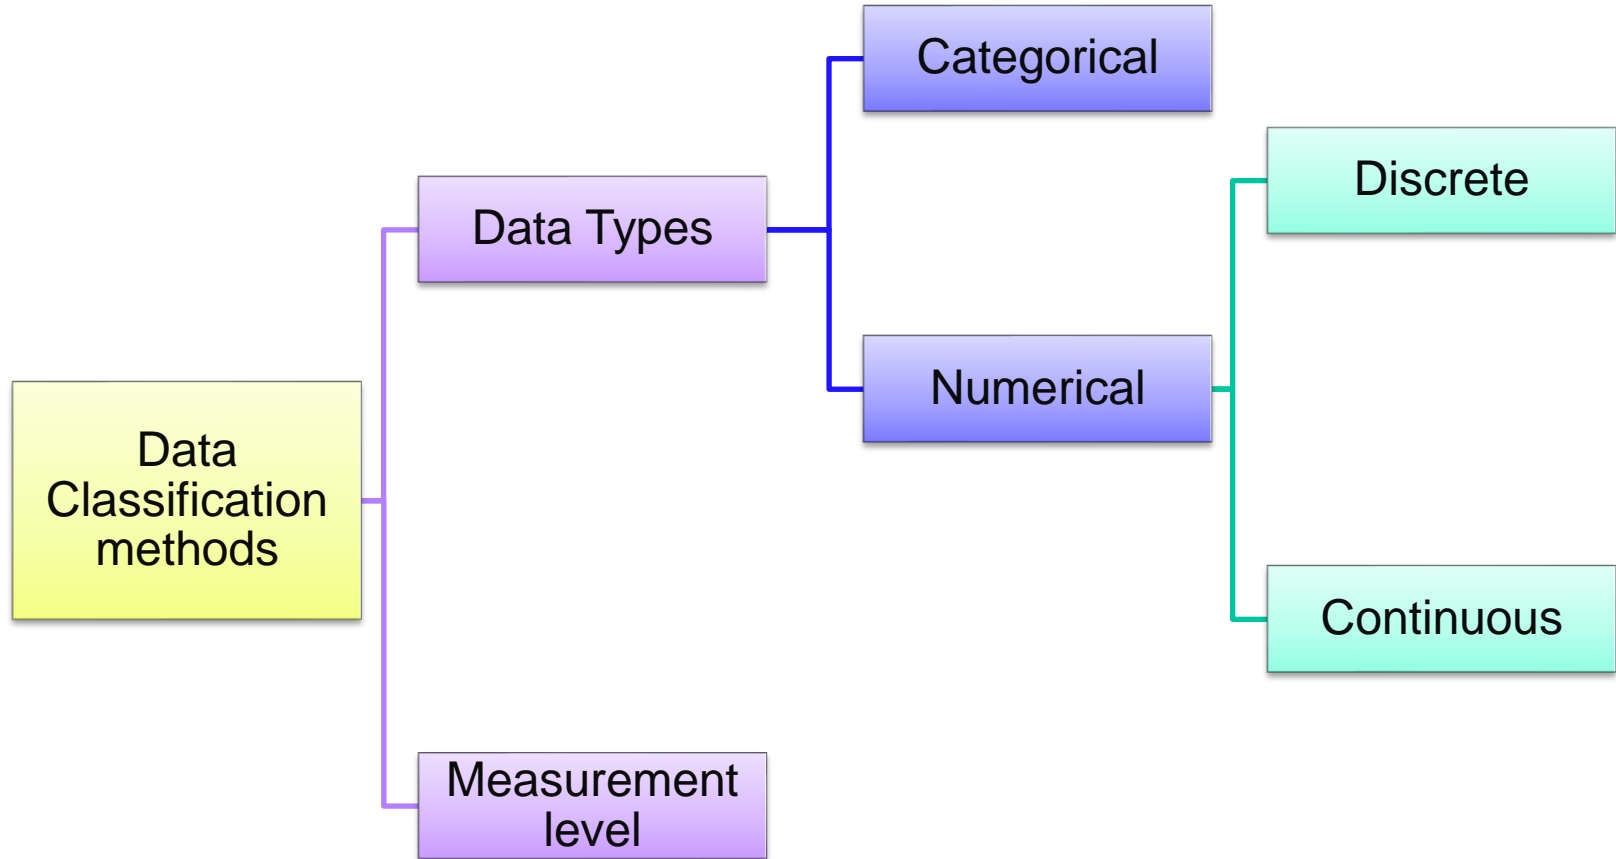 Categorical
Discrete
Data Types
Numerical
Data
Classification
methods
Continuous
Measurement
level